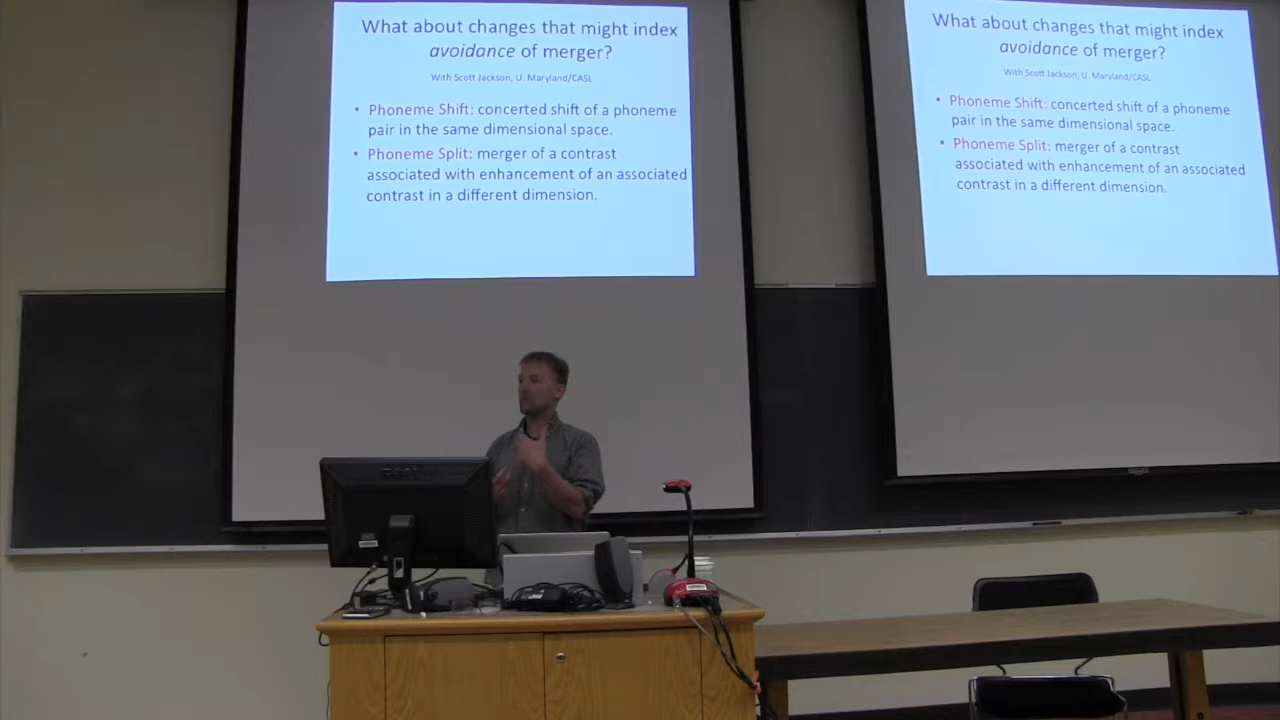 What about changes that might index
avoidance of merger?
With Scott Jackson, U. Maryland/CASL
• Phoneme Shift: concerted shift of a phoneme
pair in the same dimensional space.
• Phoneme Split: merger of a contrast
associated with enhancement of an associated
contrast in a different dimension.
What about changes that might index
avoidance of merger?
With Scott Jackson, U. Maryland/CASL
• Phoneme Shift: concerted shift of a phoneme
pair in the same dimensional space.
• Phoneme Split: merger of a contrast
associated with enhancement of an associated
contrast in a different dimension.